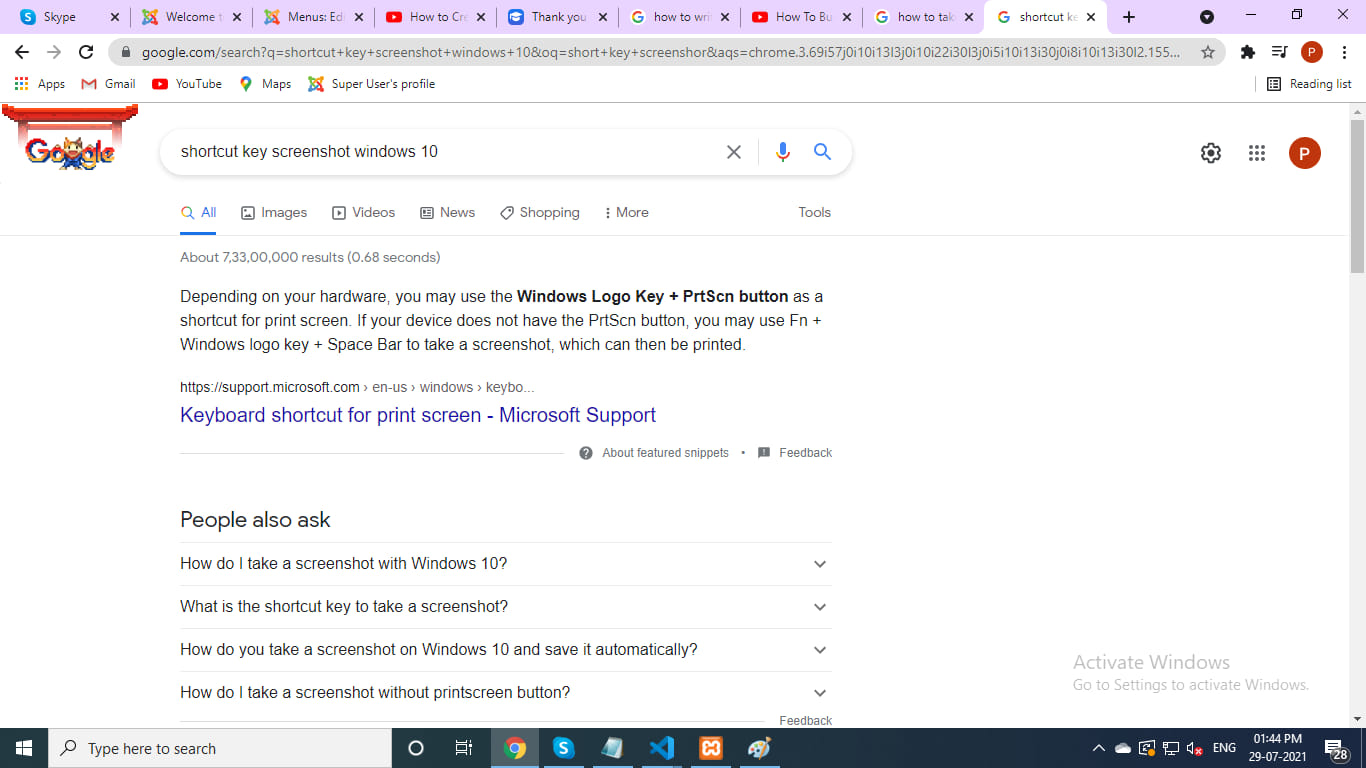 Skype
Welcome t
Menus: Edi
How to Cre
Thank you
how to wri
How To Bu
how to tak
shortcut ke
google.com/search?q=shortcut+key+screenshot+windows+10&oq=short+key+screenshor&aqs=chrome.3.69i57j0i10i13l3j0i10i22i30l3j0i5i10i13i30j0i8i10i13i30l2.155...
P
Apps
Gmail
YouTube
Maps
Super User's profile
Reading list
Google
shortcut key screenshot windows 10
P
All
Images
Videos
News
Shopping
More
Tools
About 7,33,00,000 results (0.68 seconds)
Depending on your hardware, you may use the Windows Logo Key + PrtScn button as a
shortcut for print screen. If your device does not have the PrtScn button, you may use Fn +
Windows logo key + Space Bar to take a screenshot, which can then be printed.
https://support.microsoft.com › en-us › windows › keybo...
Keyboard shortcut for print screen - Microsoft Support
About featured snippets • Feedback
People also ask
How do I take a screenshot with Windows 10?
What is the shortcut key to take a screenshot?
How do you take a screenshot on Windows 10 and save it automatically?
How do I take a screenshot without printscreen button?
Feedback
Activate Windows
Go to Settings to activate Windows.
Type here to search
ENG
01:44 PM
29-07-2021
28